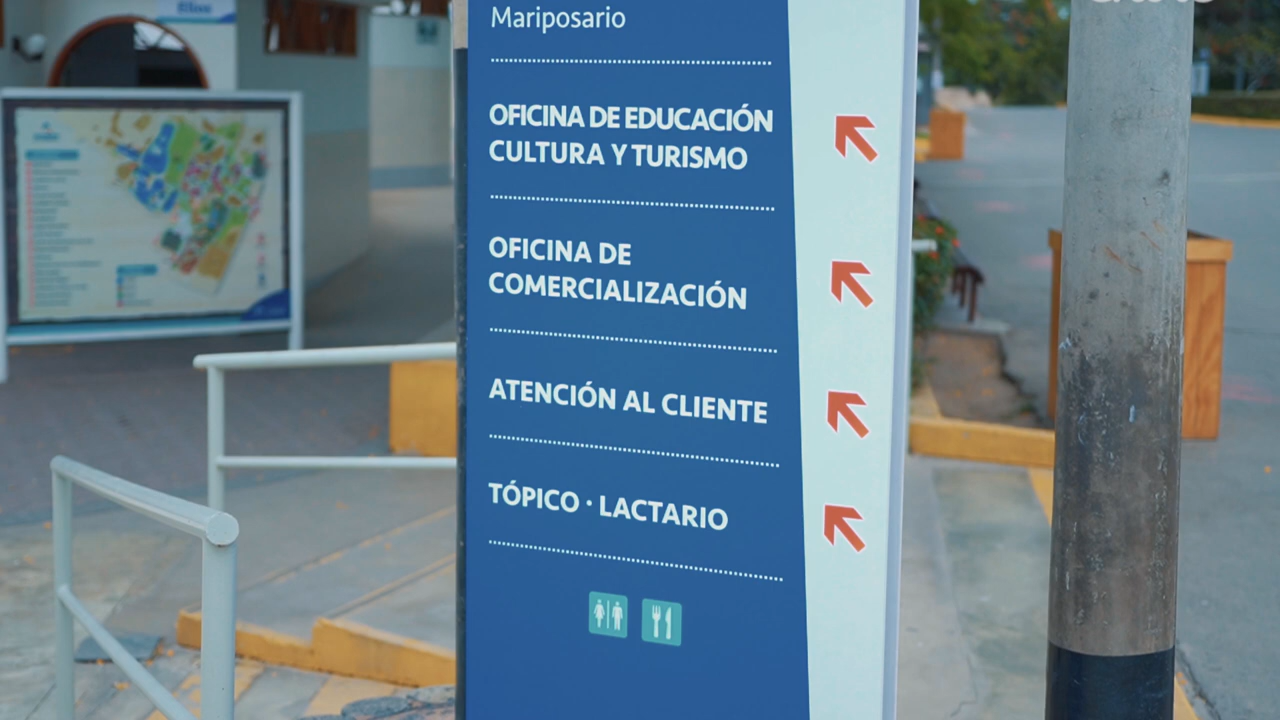 Mariposario
OFICINA DE EDUCACIÓN
CULTURA Y TURISMO
OFICINA DE
COMERCIALIZACIÓN
ATENCIÓN AL CLIENTE
TÓPICO · LACTARIO